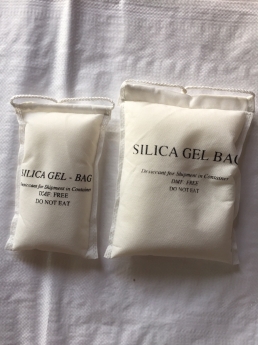 SILICA GEL - BAG
Desiccant for Shipment in Container
DMF FREE
DO NOT EAT
SILICA GEL BAG
Desiccant for Shipment in Container
DMF FREE
DO NOT EAT